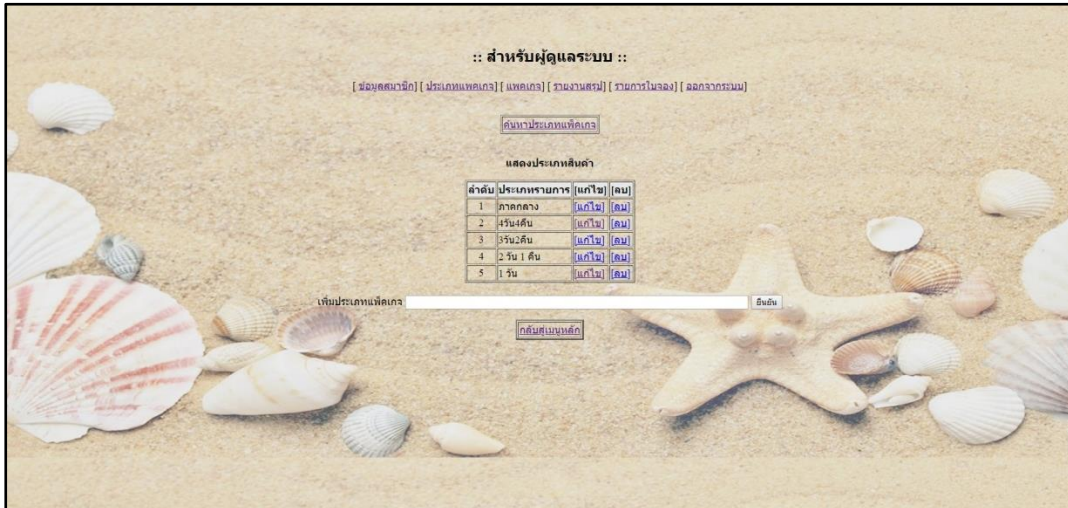 :: สำหรับผู้ดูแลระบบ ::
[ ข้อมูลสมาชิก] [ ประเภทแพคเกจ] [ แพคเกจ] [ รายงานสรุป] [ รายการใบจอง] [ ออกจากระบบ]
ค้นหาประเภทแพ็คเกจ
แสดงประเภทสินค้า
ลำดับ ประเภทรายการ [แก้ไข] [ลบ]
1 ภาคกลาง [แก้ไข] [ลบ]
2 4วัน4คืน [แก้ไข] [ลบ]
3 3วัน2คืน [แก้ไข] [ลบ]
4 2 วัน 1 คืน [แก้ไข] [ลบ]
5 1 วัน [แก้ไข] [ลบ]
เพิ่มประเภทแพ็คเกจ ยืนยัน
กลับสู่เมนูหลัก